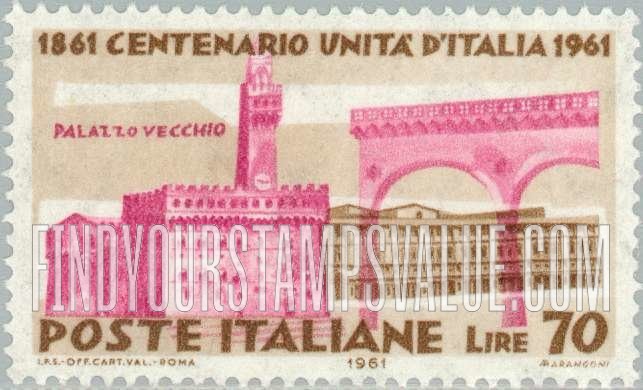 1861 CENTENARIO UNITÀ D'ITALIA 1961
PALAZZO VECCHIO
FINDYOURSTAMPSVALUE.COM
POSTE ITALIANE LIRE 70
I.P.S.-OFF.CART.VAL.-ROMA 1961 MARANGONI